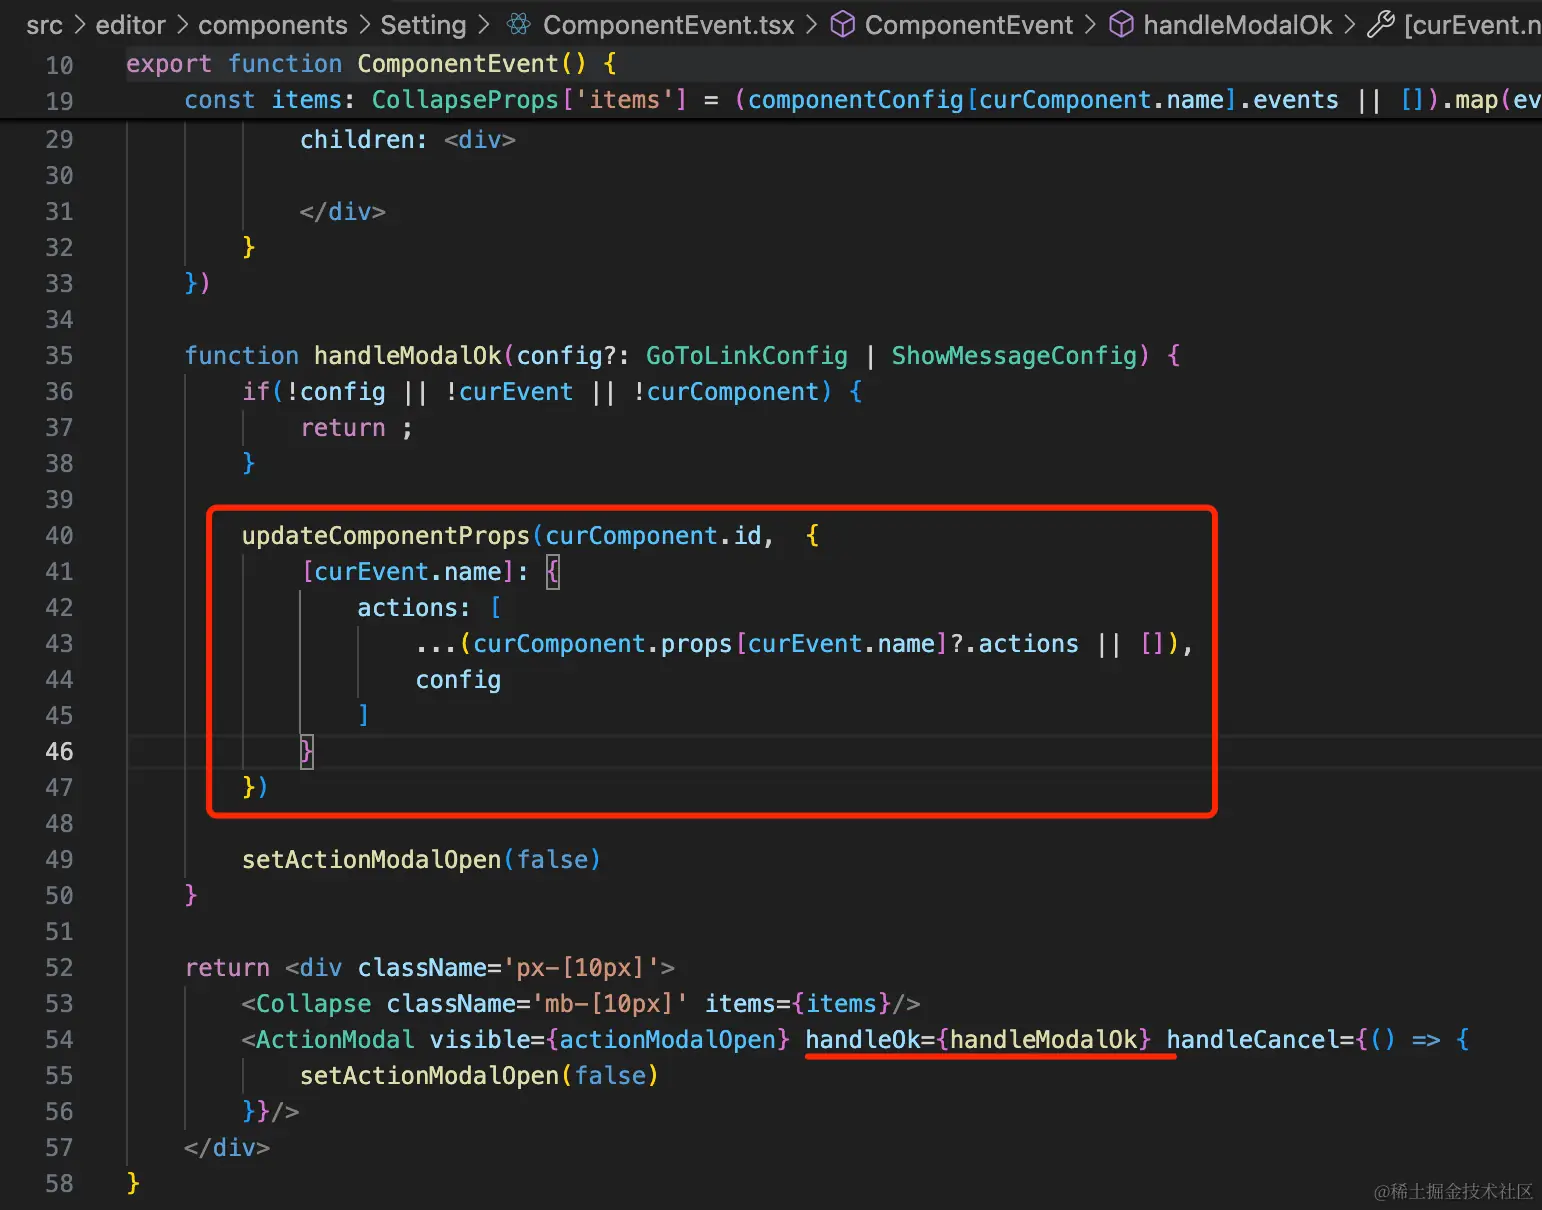 src > editor > components > Setting > ComponentEvent.tsx > ComponentEvent > handleModalOk > [curEvent.n
10 export function ComponentEvent() {
19 const items: CollapseProps['items'] = (componentConfig[curComponent.name].events || []).map(ev
29 children: <div>
30
31 </div>
32 }
33 })
34
35 function handleModalOk(config?: GoToLinkConfig | ShowMessageConfig) {
36 if(!config || !curEvent || !curComponent) {
37 return ;
38 }
39
40 updateComponentProps(curComponent.id,  {
41 [curEvent.name]: {
42 actions: [
43 ...(curComponent.props[curEvent.name]?.actions || []),
44 config
45 ]
46 }
47 })
48
49 setActionModalOpen(false)
50 }
51
52 return <div className='px-[10px]'>
53 <Collapse className='mb-[10px]' items={items}/>
54 <ActionModal visible={actionModalOpen} handleOk={handleModalOk} handleCancel={() => {
55 setActionModalOpen(false)
56 }}/>
57 </div>
58 }
@稀土掘金技术社区